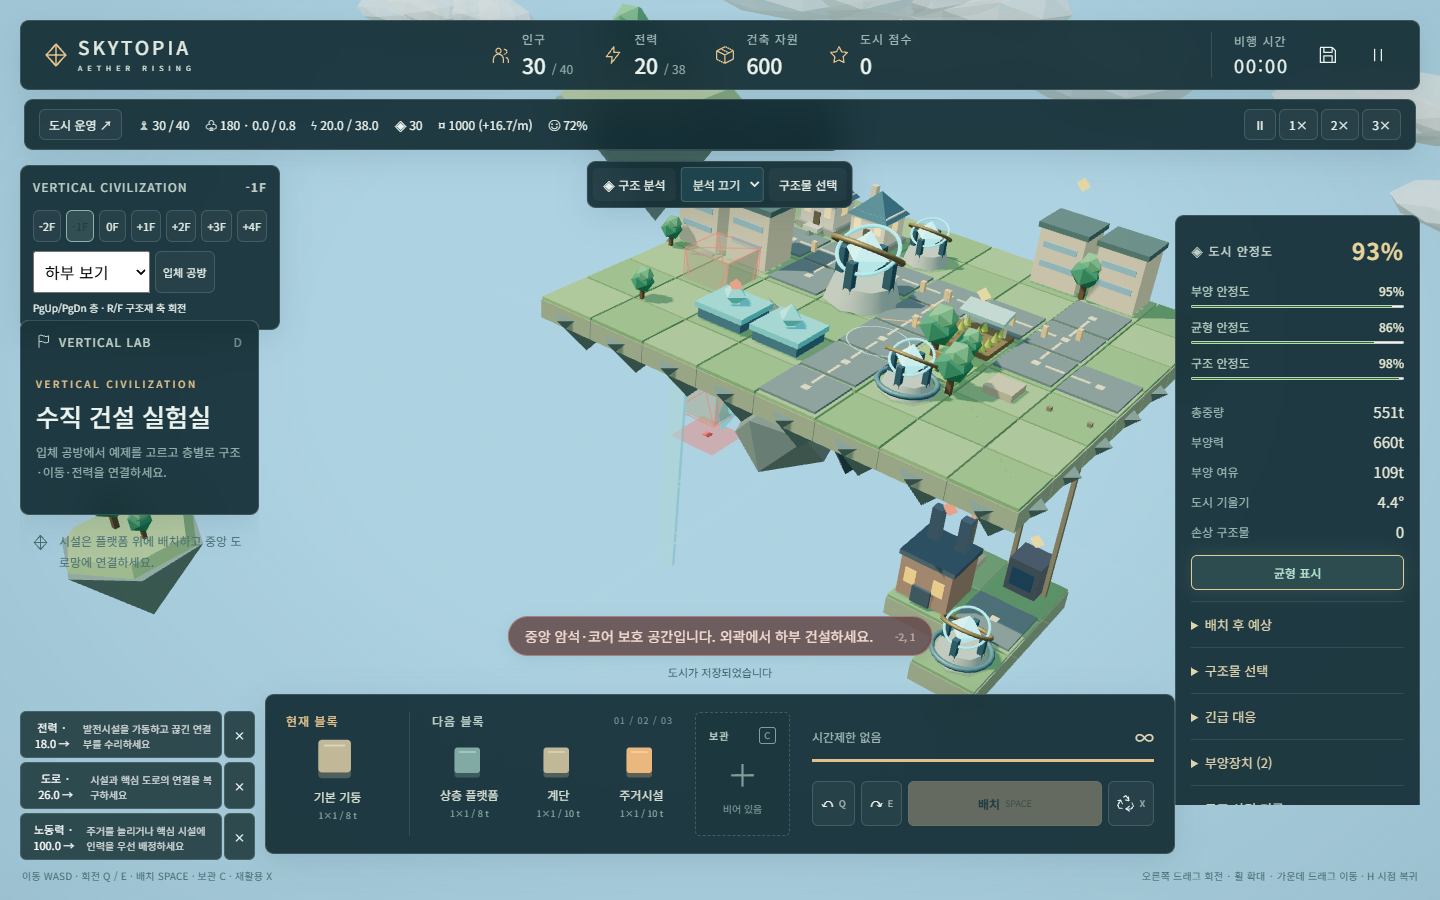 SKYTOPIA
AETHER RISING
인구
30 / 40
전력
20 / 38
건축 자원
600
도시 점수
0
비행 시간
00:00
도시 운영 ↗
30 / 40
180 · 0.0 / 0.8
20.0 / 38.0
30
1000 (+16.7/m)
72%
1×
2×
3×
VERTICAL CIVILIZATION
-1F
-2F
-1F
0F
+1F
+2F
+3F
+4F
하부 보기
입체 공방
PgUp/PgDn 층 · R/F 구조재 축 회전
◈ 구조 분석
분석 끄기
구조물 선택
VERTICAL LAB
D
VERTICAL CIVILIZATION
수직 건설 실험실
입체 공방에서 예제를 고르고 층별로 구조
·이동·전력을 연결하세요.
시설은 플랫폼 위에 배치하고 중앙 도
로망에 연결하세요.
◈ 도시 안정도
93%
부양 안정도
95%
균형 안정도
86%
구조 안정도
98%
총중량
551t
부양력
660t
부양 여유
109t
도시 기울기
4.4°
손상 구조물
0
균형 표시
▶ 배치 후 예상
▶ 구조물 선택
▶ 긴급 대응
▶ 부양장치 (2)
중앙 암석·코어 보호 공간입니다. 외곽에서 하부 건설하세요.
-2, 1
도시가 저장되었습니다
전력 ·
18.0 →
발전시설을 가동하고 끊긴 연결
부를 수리하세요
✕
도로 ·
26.0 →
시설과 핵심 도로의 연결을 복
구하세요
✕
노동력 ·
100.0 →
주거를 늘리거나 핵심 시설에
인력을 우선 배정하세요
✕
현재 블록
기본 기둥
1×1 / 8 t
다음 블록
01 / 02 / 03
상층 플랫폼
1×1 / 8 t
계단
1×1 / 10 t
주거시설
1×1 / 10 t
보관
C
비어 있음
시간제한 없음
∞
Q
E
배치 SPACE
X
이동 WASD · 회전 Q / E · 배치 SPACE · 보관 C · 재활용 X
오른쪽 드래그 회전 · 휠 확대 · 가운데 드래그 이동 · H 시점 복귀